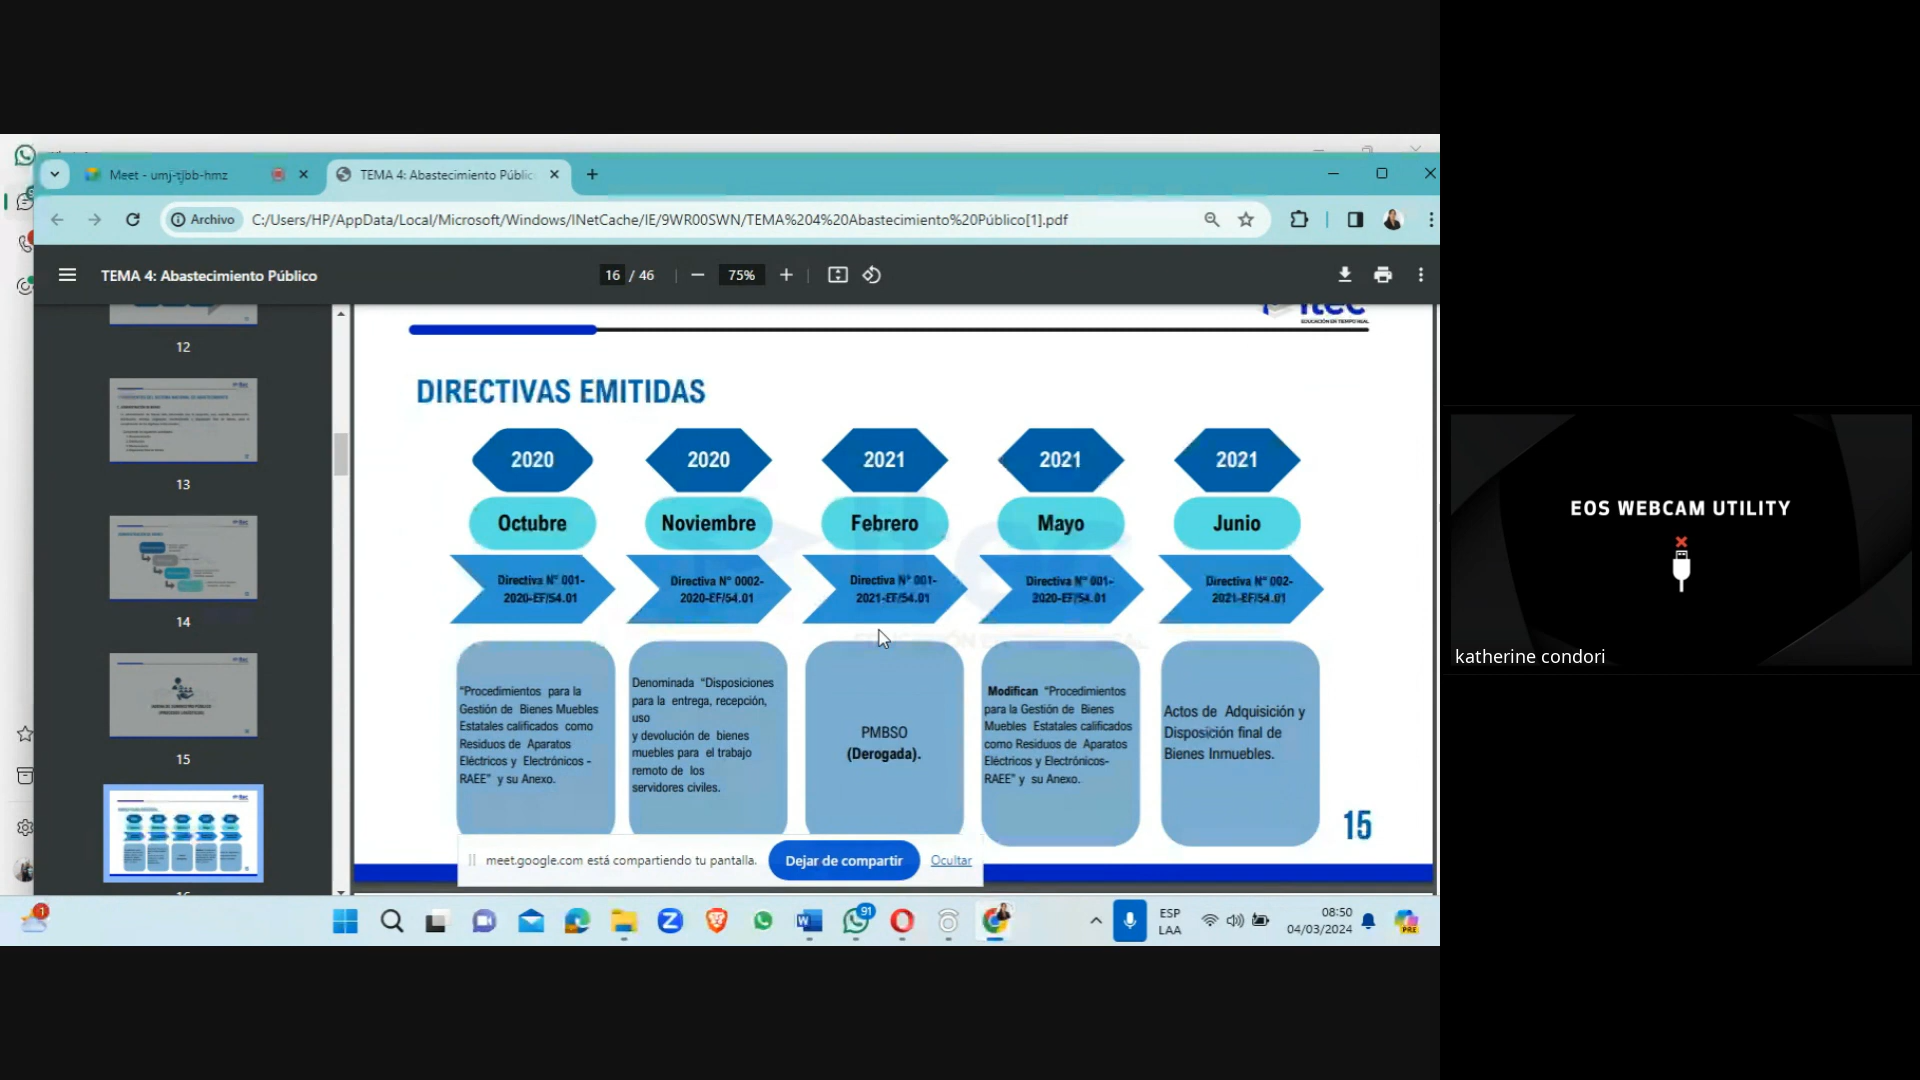 Meet - umj-tjbb-hmz
TEMA 4: Abastecimiento Públic
Archivo
C:/Users/HP/AppData/Local/Microsoft/Windows/INetCache/IE/9WR00SWN/TEMA%204%20Abastecimiento%20Público[1].pdf
TEMA 4: Abastecimiento Público
16 / 46
75%
12
13
14
15
itec
EDUCACIÓN EN TIEMPO REAL
DIRECTIVAS EMITIDAS
2020
2020
2021
2021
2021
Octubre
Noviembre
Febrero
Mayo
Junio
Directiva N° 001-
2020-EF/54.01
Directiva N° 0002-
2020-EF/54.01
Directiva N° 001-
2021-EF/54.01
Directiva N° 001-
2020-EF/54.01
Directiva N° 002-
2021-EF/54.01
"Procedimientos para la
Gestión de Bienes Muebles
Estatales calificados como
Residuos de Aparatos
Eléctricos y Electrónicos -
RAEE" y su Anexo.
Denominada "Disposiciones
para la entrega, recepción,
uso
y devolución de bienes
muebles para el trabajo
remoto de los
servidores civiles.
PMBSO
(Derogada).
Modifican "Procedimientos
para la Gestión de Bienes
Muebles Estatales calificados
como Residuos de Aparatos
Eléctricos y Electrónicos-
RAEE" y su Anexo.
Actos de Adquisición y
Disposición final de
Bienes Inmuebles.
15
meet.google.com está compartiendo tu pantalla.
Dejar de compartir
Ocultar
1
91
ESP
LAA
08:50
04/03/2024
PRE
EOS WEBCAM UTILITY
katherine condori